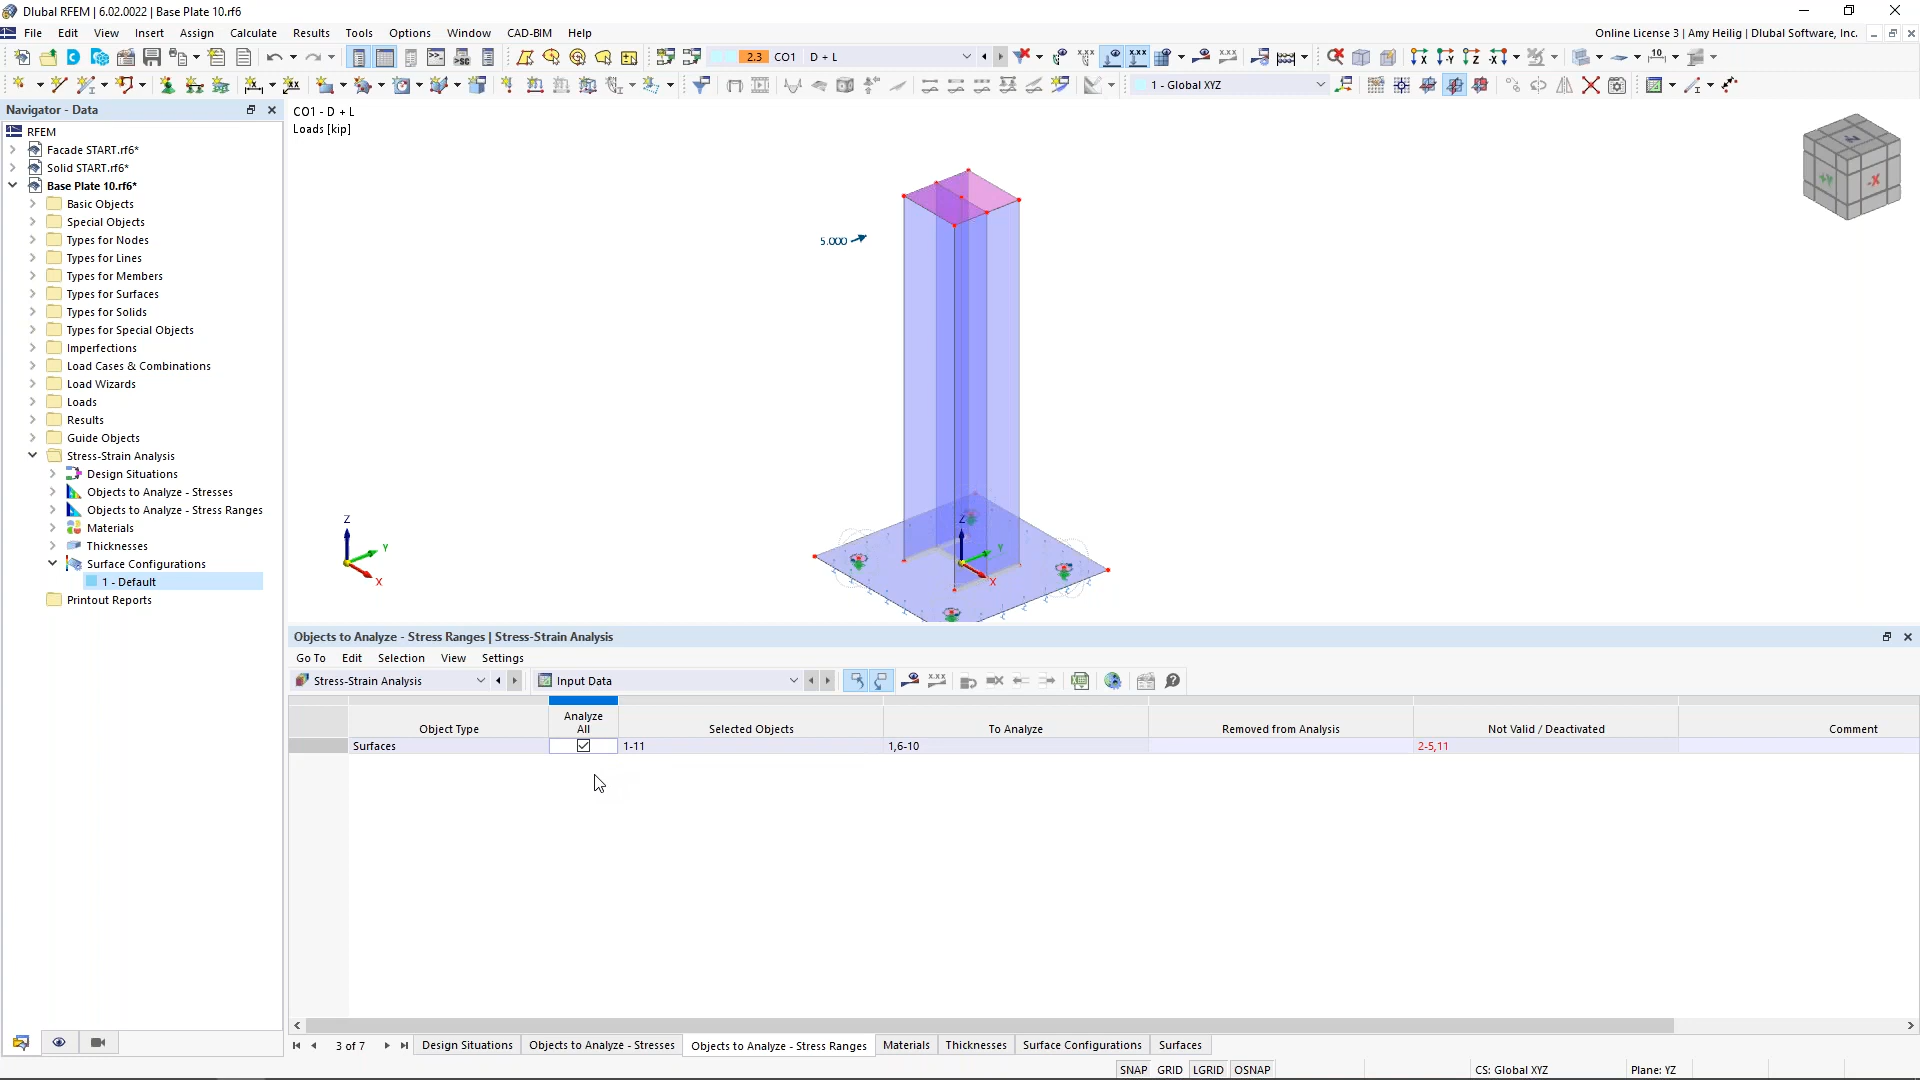 Dlubal RFEM | 6.02.0022 | Base Plate 10.rf6*
File Edit View Insert Assign Calculate Results Tools Options Window CAD-BIM Help
Online License 3 | Amy Heilig | Dlubal Software, Inc.
2.3 CO1 D + L
1 - Global XYZ
Navigator - Data
RFEM
Facade START.rf6*
Solid START.rf6*
Base Plate 10.rf6*
Basic Objects
Special Objects
Types for Nodes
Types for Lines
Types for Members
Types for Surfaces
Types for Solids
Types for Special Objects
Imperfections
Load Cases & Combinations
Load Wizards
Loads
Results
Guide Objects
Stress-Strain Analysis
Design Situations
Objects to Analyze - Stresses
Objects to Analyze - Stress Ranges
Materials
Thicknesses
Surface Configurations
1 - Default
Printout Reports
CO1 - D + L
Loads [kip]
5.000
Z
Y
X
Z
Y
X
+Y
-X
Objects to Analyze - Stress Ranges | Stress-Strain Analysis
Go To Edit Selection View Settings
Stress-Strain Analysis Input Data
Object Type Analyze All Selected Objects To Analyze Removed from Analysis Not Valid / Deactivated Comment
Surfaces 1-11 1,6-10 2-5,11
3 of 7 Design Situations Objects to Analyze - Stresses Objects to Analyze - Stress Ranges Materials Thicknesses Surface Configurations Surfaces
SNAP GRID LGRID OSNAP CS: Global XYZ Plane: YZ